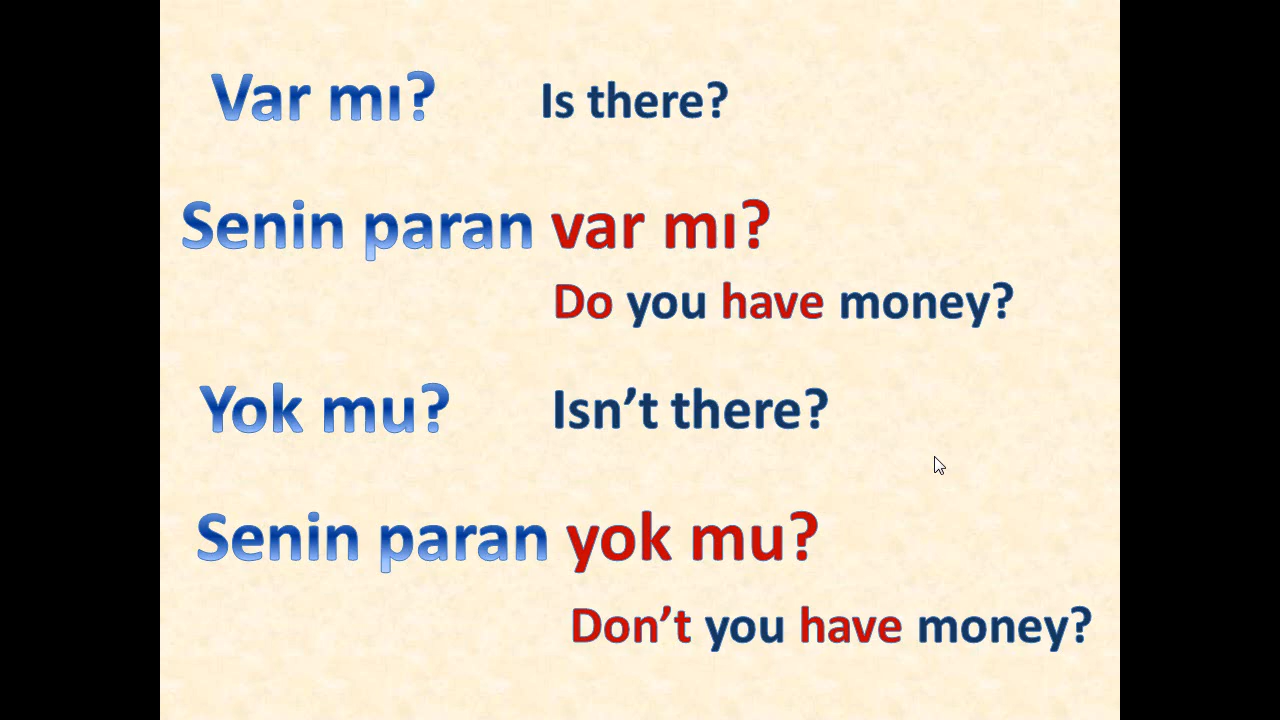 Var mı? Is there?
Senin paran var mı?
Do you have money?
Yok mu? Isn’t there?
Senin paran yok mu?
Don’t you have money?